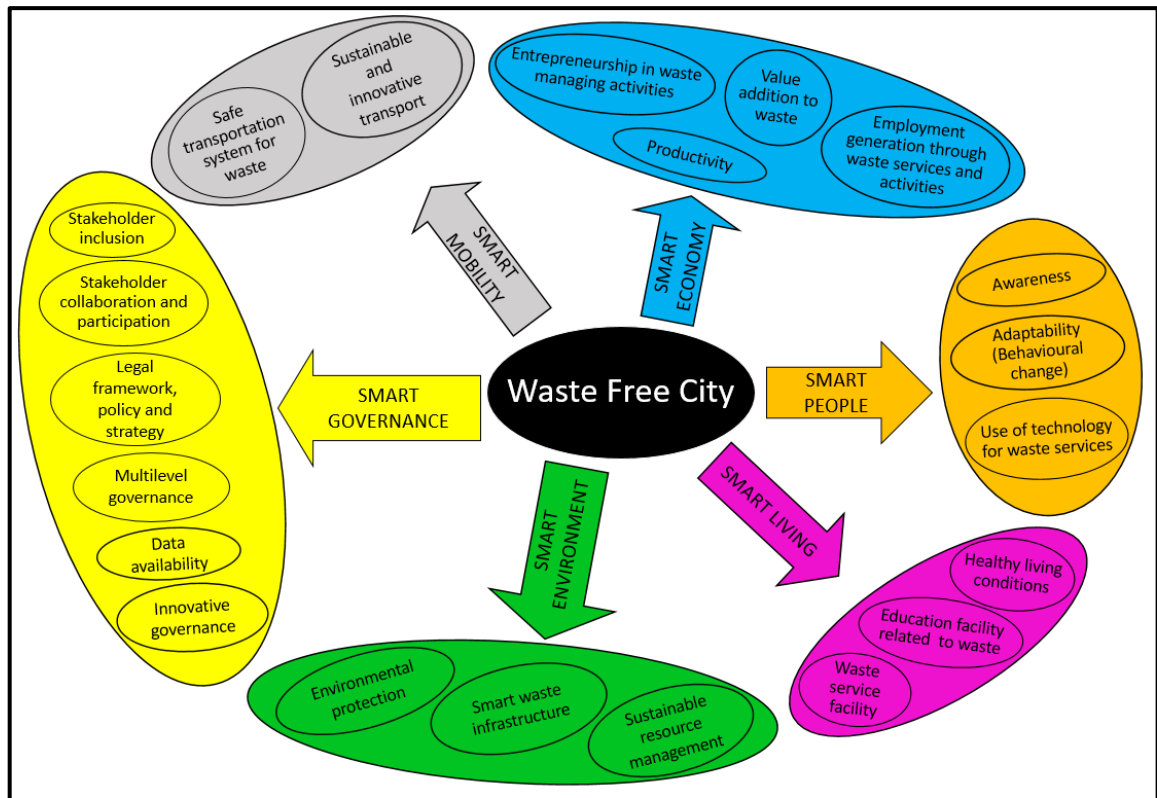 Sustainable
and
innovative
transport
Safe
transportation
system for
waste
SMART
MOBILITY
Entrepreneurship in waste
managing activities
Value
addition to
waste
Productivity
Employment
generation through
waste services and
activities
SMART
ECONOMY
Stakeholder
inclusion
Stakeholder
collaboration and
participation
Legal
framework,
policy and
strategy
Multilevel
governance
Data
availability
Innovative
governance
SMART
GOVERNANCE
Waste Free City
SMART
PEOPLE
Awareness
Adaptability
(Behavioural
change)
Use of technology
for waste services
SMART LIVING
Healthy living
conditions
Education facility
related to waste
Waste
service
facility
SMART
ENVIRONMENT
Environmental
protection
Smart waste
infrastructure
Sustainable
resource
management